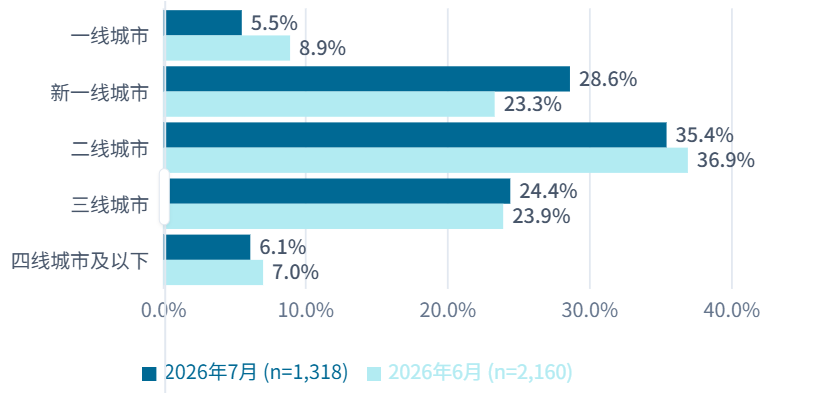 一线城市
5.5%
8.9%
新一线城市
28.6%
23.3%
二线城市
35.4%
36.9%
三线城市
24.4%
23.9%
四线城市及以下
6.1%
7.0%
0.0% 10.0% 20.0% 30.0% 40.0%
2026年7月 (n=1,318) 2026年6月 (n=2,160)